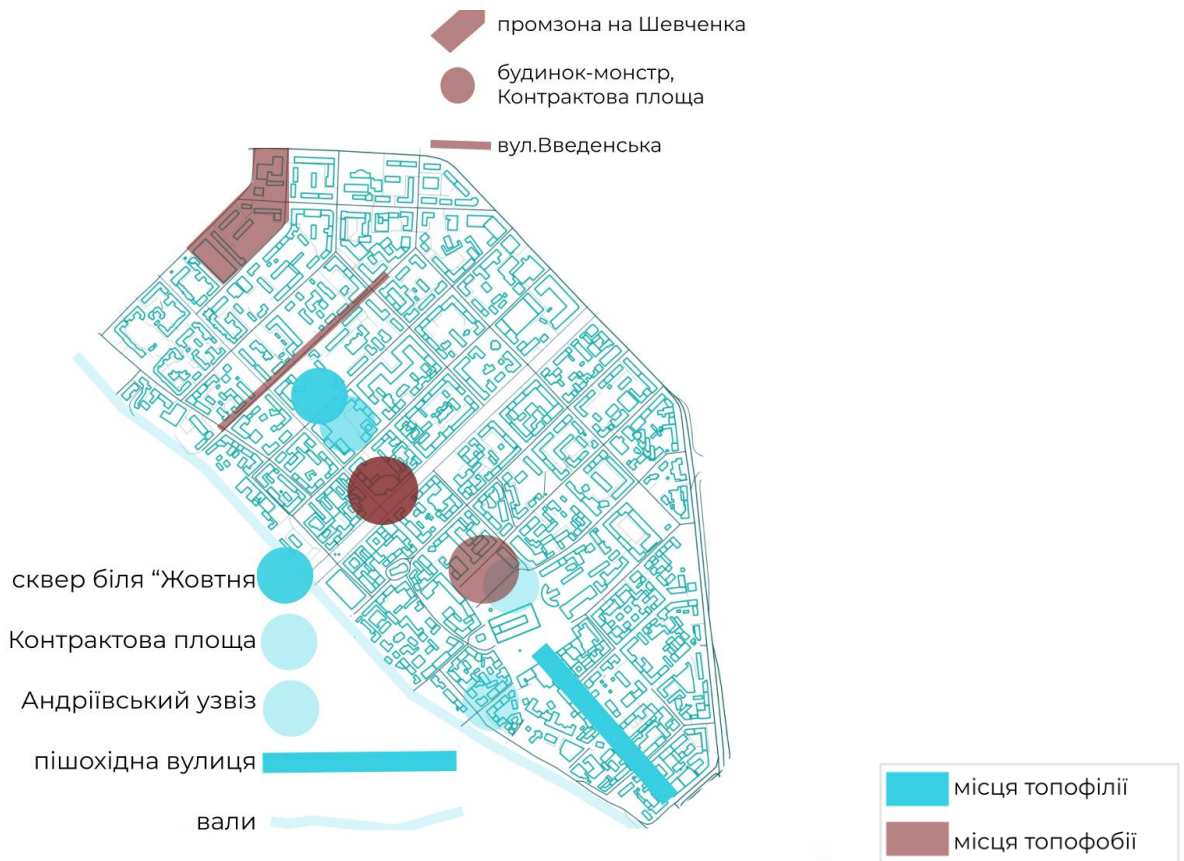 промзона на Шевченка
будинок-монстр,
Контрактова площа
вул.Введенська
сквер біля “Жовтня
Контрактова площа
Андріївський узвіз
пішохідна вулиця
вали
місця топофілії
місця топофобії